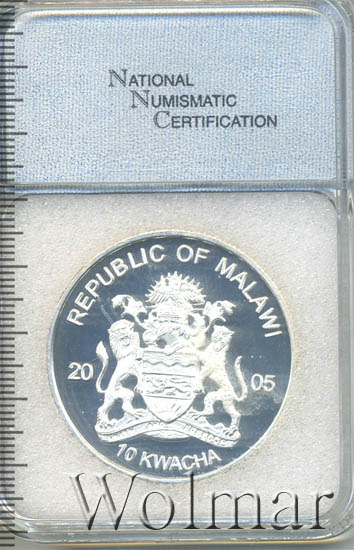 NATIONAL
NUMISMATIC
CERTIFICATION
REPUBLIC OF MALAWI
20 05
10 KWACHA
Wolmar